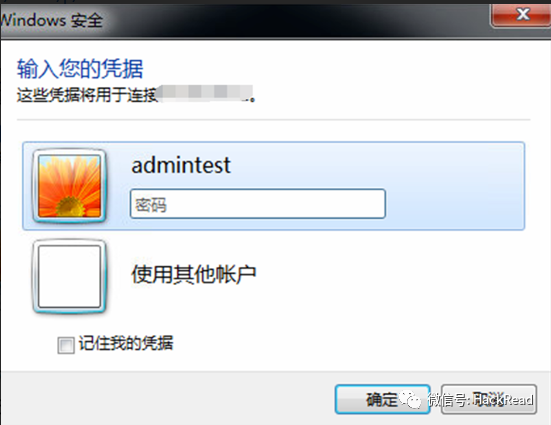 Windows 安全
输入您的凭据
这些凭据将用于连接
admintest
密码
使用其他帐户
记住我的凭据
确定
取消
微信号: HackRead